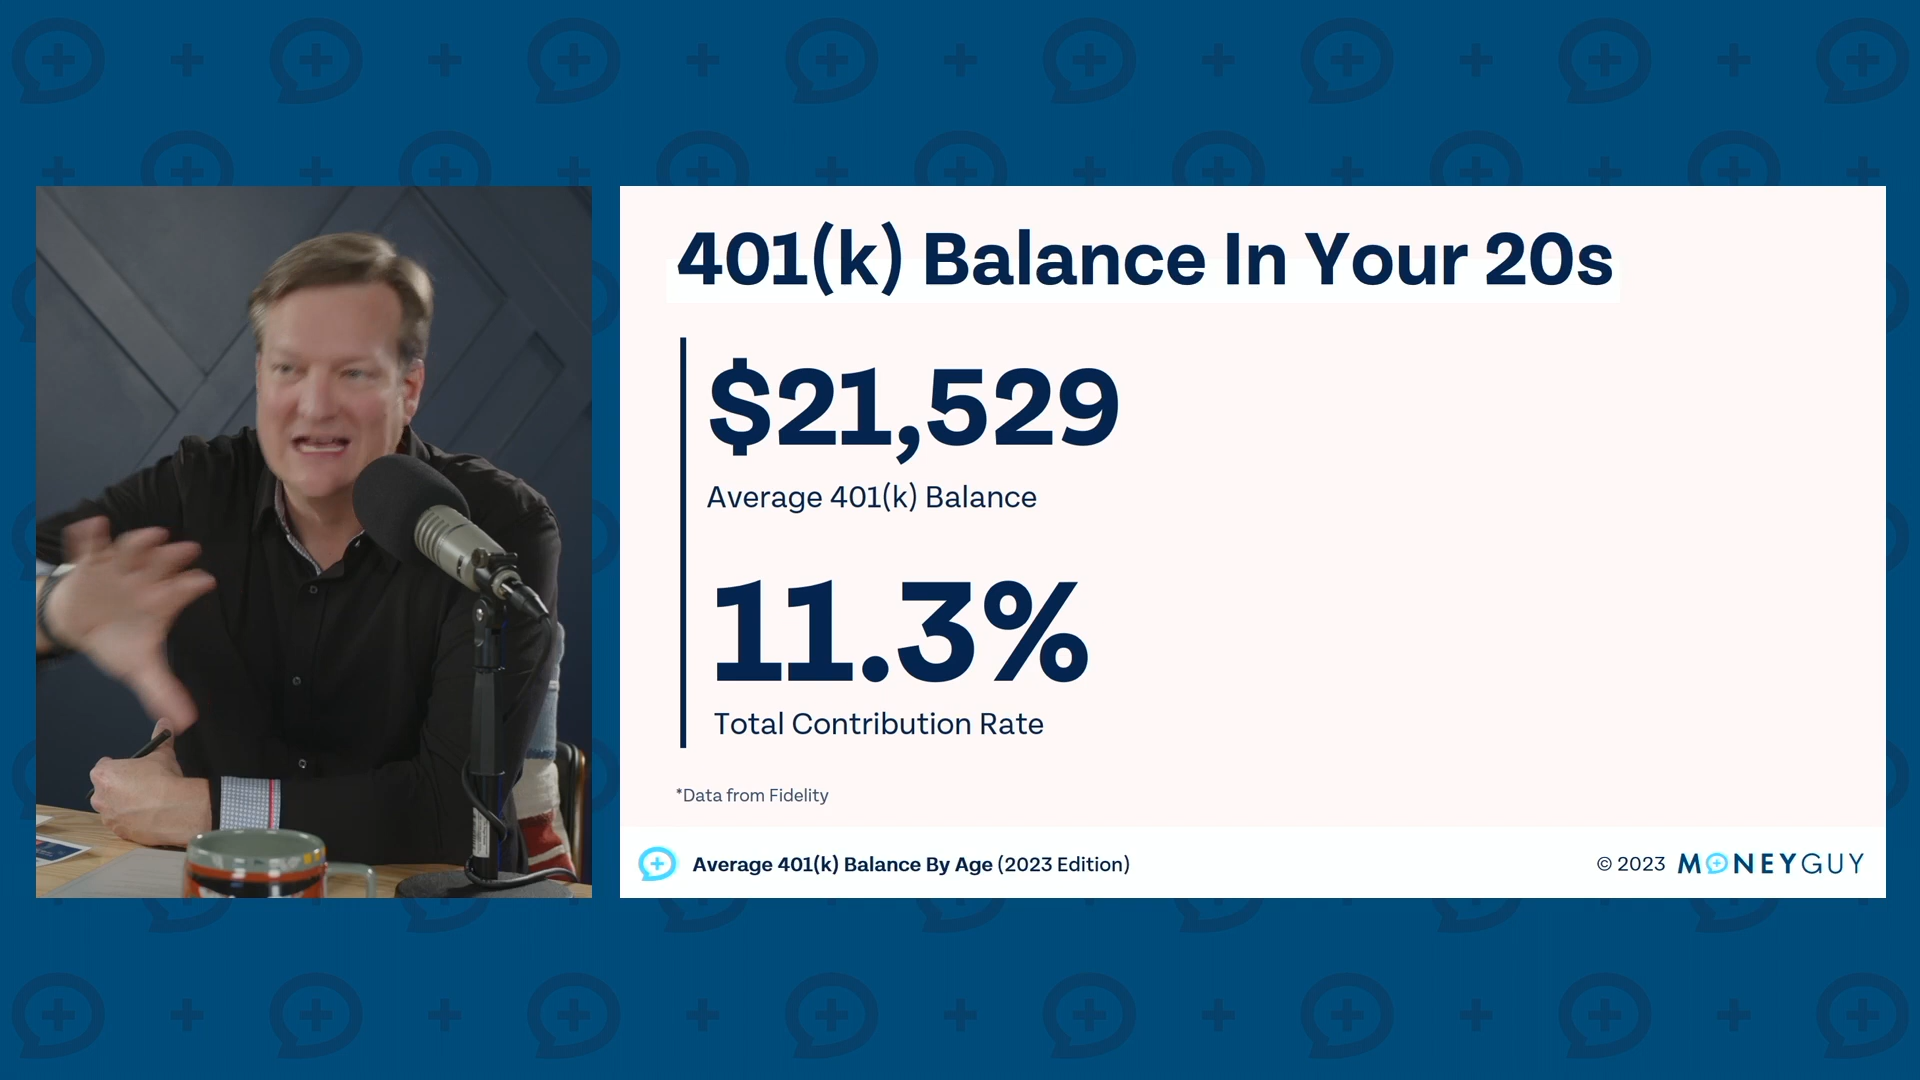 401(k) Balance In Your 20s
$21,529
Average 401(k) Balance
11.3%
Total Contribution Rate
*Data from Fidelity
Average 401(k) Balance By Age (2023 Edition)
© 2023 MONEYGUY